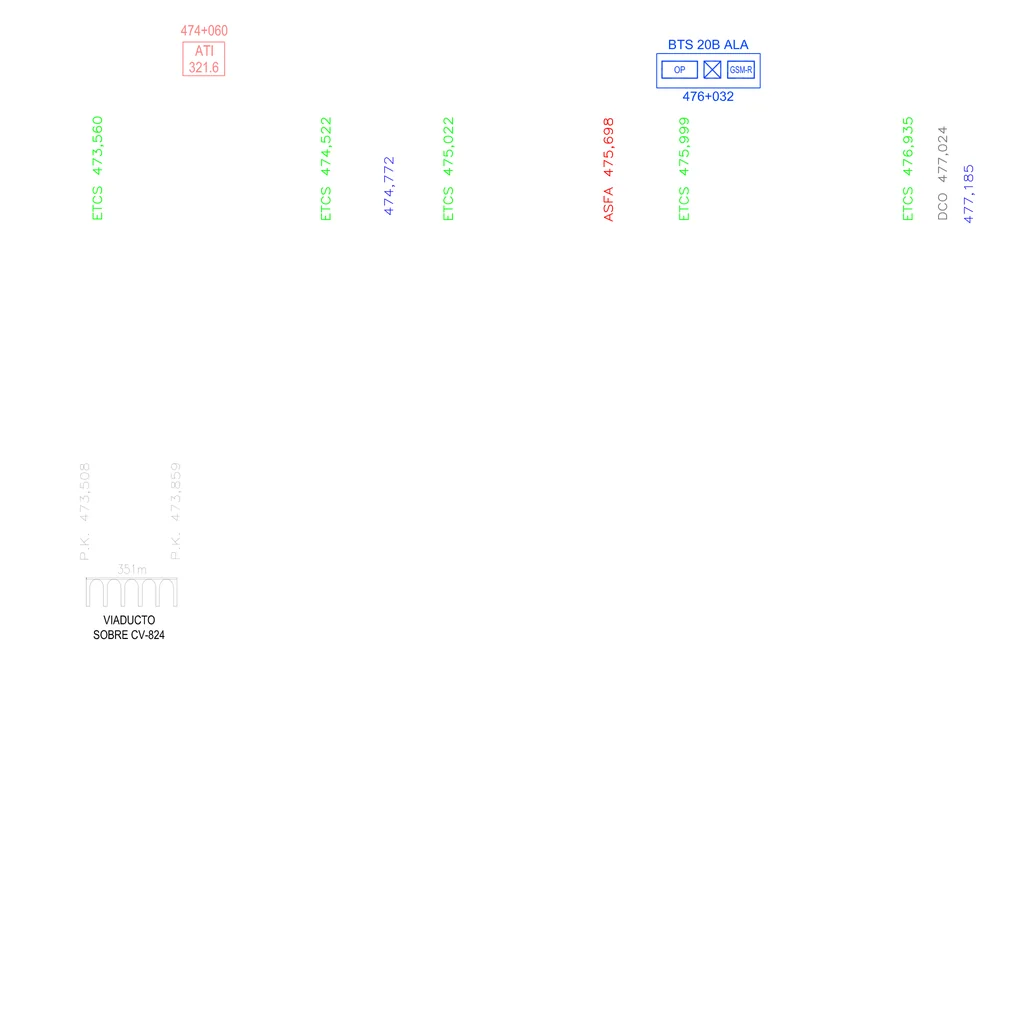 474+060
ATI
321.6
BTS 20B ALA
OP
GSM-R
476+032
ETCS 473,560
ETCS 474,522
474,772
ETCS 475,022
ASFA 475,698
ETCS 475,999
ETCS 476,935
DCO 477,024
477,185
P.K. 473,508
P.K. 473,859
351m
VIADUCTO
SOBRE CV-824